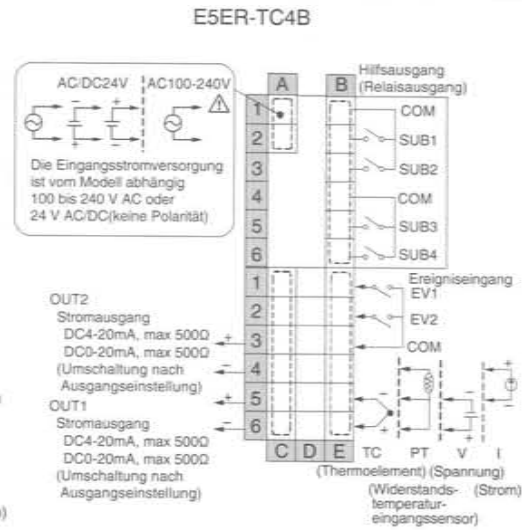 E5ER-TC4B
AC/DC24V
AC100-240V
Die Eingangsstromversorgung
ist vom Modell abhängig
100 bis 240 V AC oder
24 V AC/DC(keine Polarität)
A
B
Hilfsausgang
(Relaisausgang)
1
COM
2
SUB1
3
SUB2
4
COM
5
SUB3
6
SUB4
1
Ereigniseingang
EV1
2
EV2
3
COM
4
5
6
OUT2
Stromausgang
DC4-20mA, max 500Ω
DC0-20mA, max 500Ω
(Umschaltung nach
Ausgangseinstellung)
OUT1
Stromausgang
DC4-20mA, max 500Ω
DC0-20mA, max 500Ω
(Umschaltung nach
Ausgangseinstellung)
C D E
TC PT V I
(Thermoelement) (Spannung)
(Widerstands- (Strom)
temperatur-
eingangssensor)